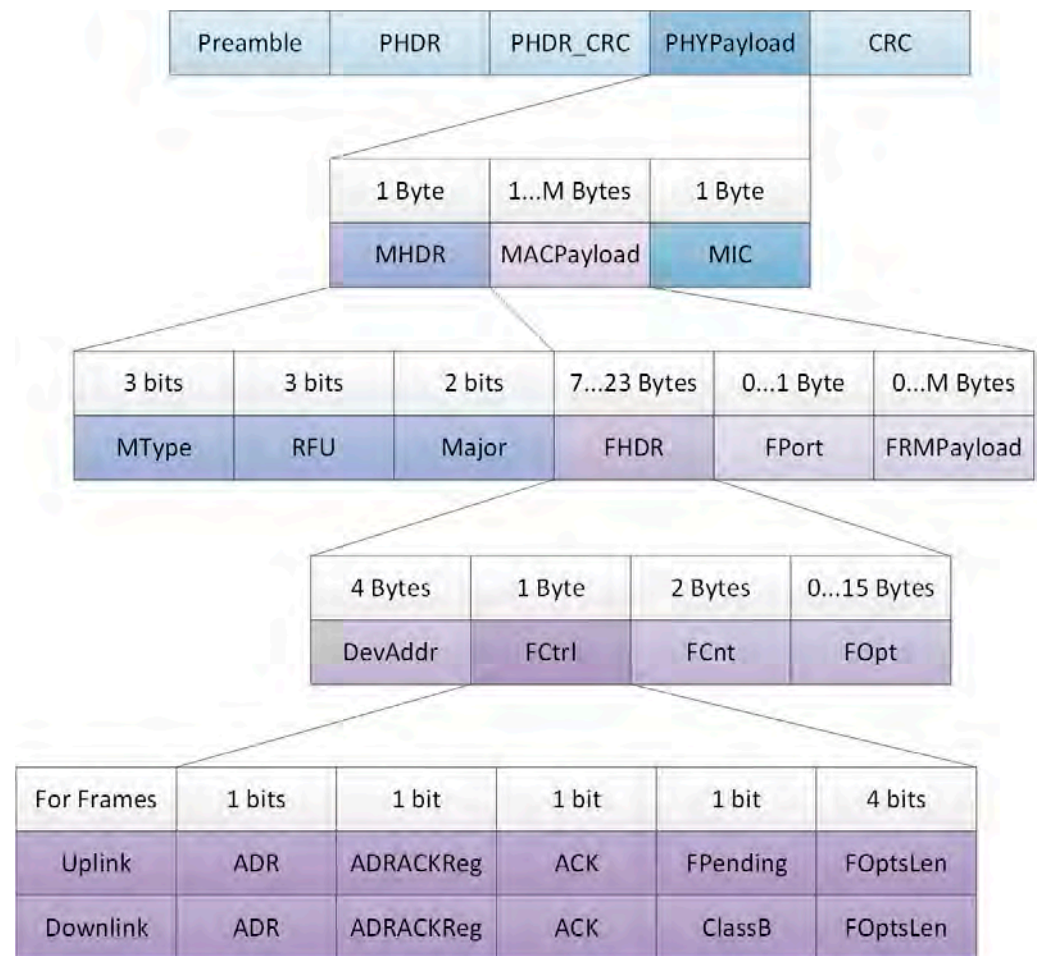 Preamble PHDR PHDR_CRC PHYPayload CRC
1 Byte 1...M Bytes 1 Byte
MHDR MACPayload MIC
3 bits 3 bits 2 bits 7...23 Bytes 0...1 Byte 0...M Bytes
MType RFU Major FHDR FPort FRMPayload
4 Bytes 1 Byte 2 Bytes 0...15 Bytes
DevAddr FCtrl FCnt FOpt
For Frames 1 bits 1 bit 1 bit 1 bit 4 bits
Uplink ADR ADRACKReg ACK FPending FOptsLen
Downlink ADR ADRACKReg ACK ClassB FOptsLen